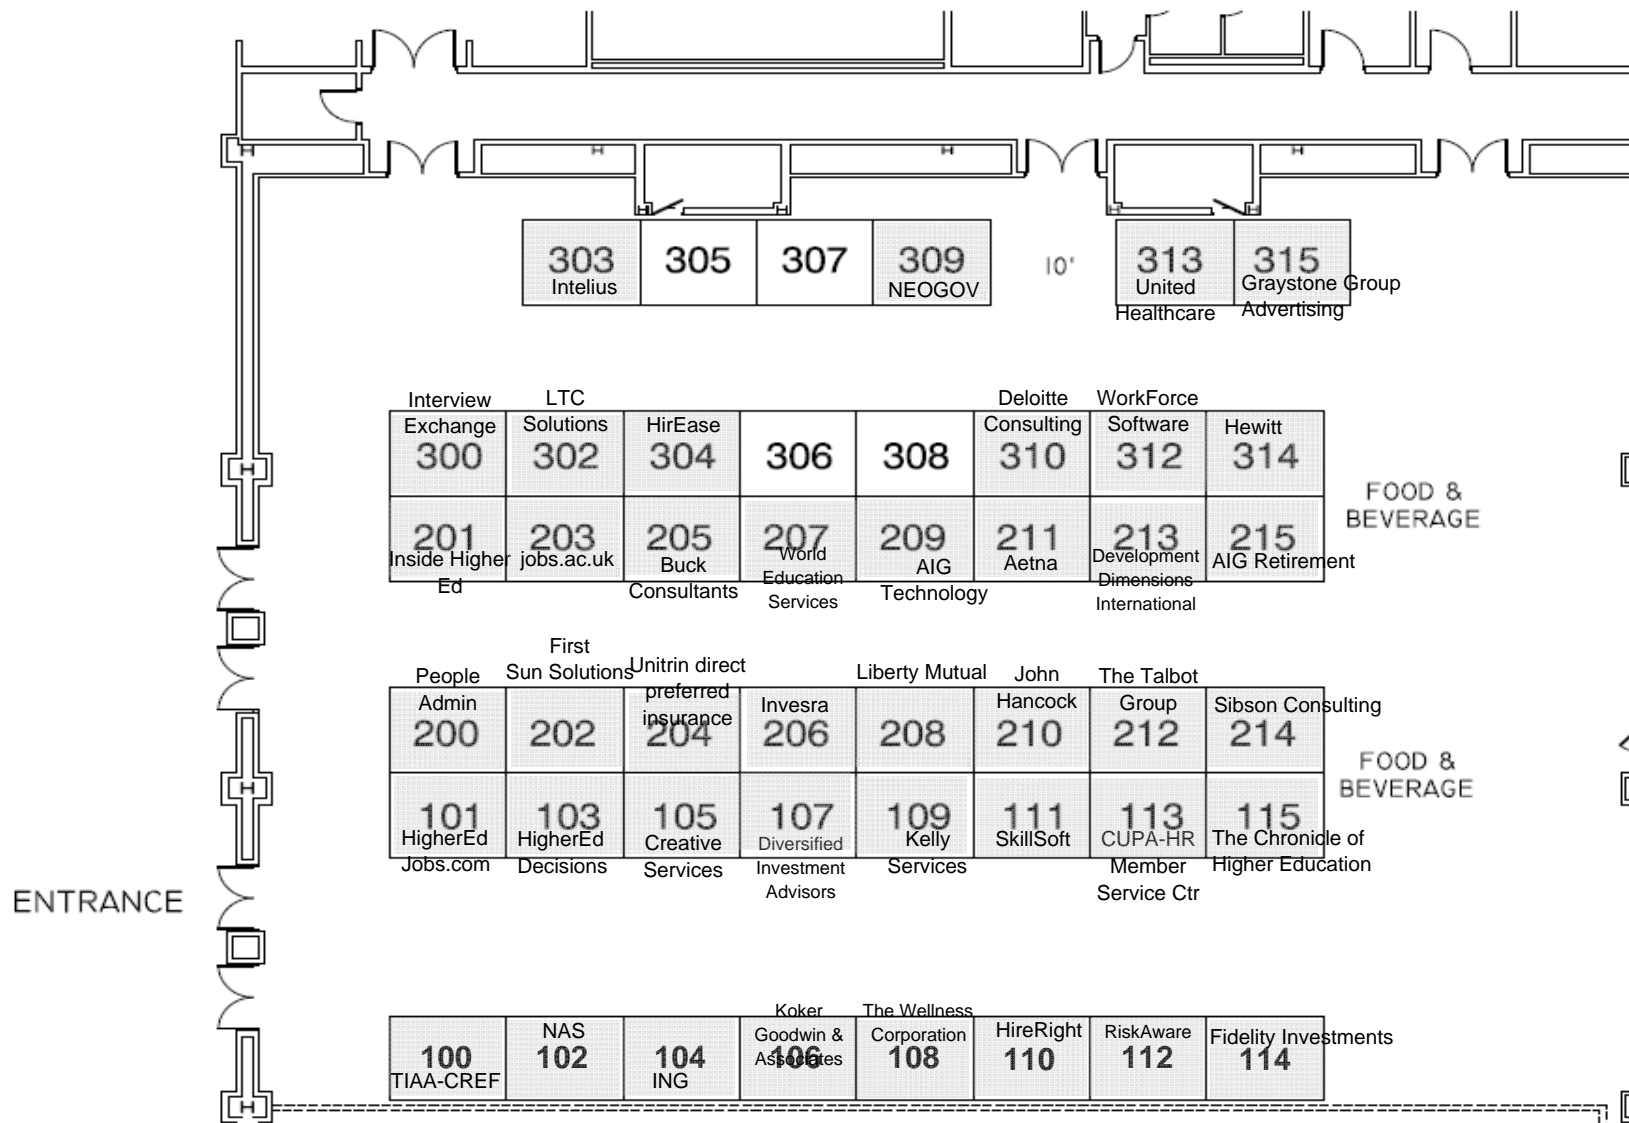 303 305 307 309 10' 313 315
Intelius NEOGOV United Graystone Group
Healthcare Advertising
Interview LTC Deloitte WorkForce
Exchange Solutions HirEase Consulting Software Hewitt
300 302 304 306 308 310 312 314
FOOD &
BEVERAGE
201 203 205 207 209 211 213 215
Inside Higher jobs.ac.uk Buck World AIG Aetna Development AIG Retirement
Ed Consultants Education Technology Dimensions
Services International
First
People Sun Solutions Unitrin direct Liberty Mutual John The Talbot
Admin preferred Invesra Hancock Group Sibson Consulting
insurance
200 202 204 206 208 210 212 214
FOOD &
BEVERAGE
101 103 105 107 109 111 113 115
HigherEd HigherEd Creative Diversified Kelly SkillSoft CUPA-HR The Chronicle of
Jobs.com Decisions Services Investment Services Member Higher Education
Advisors Service Ctr
ENTRANCE
Koker The Wellness
NAS Goodwin & Corporation HireRight RiskAware Fidelity Investments
Associates
100 102 104 106 108 110 112 114
TIAA-CREF ING